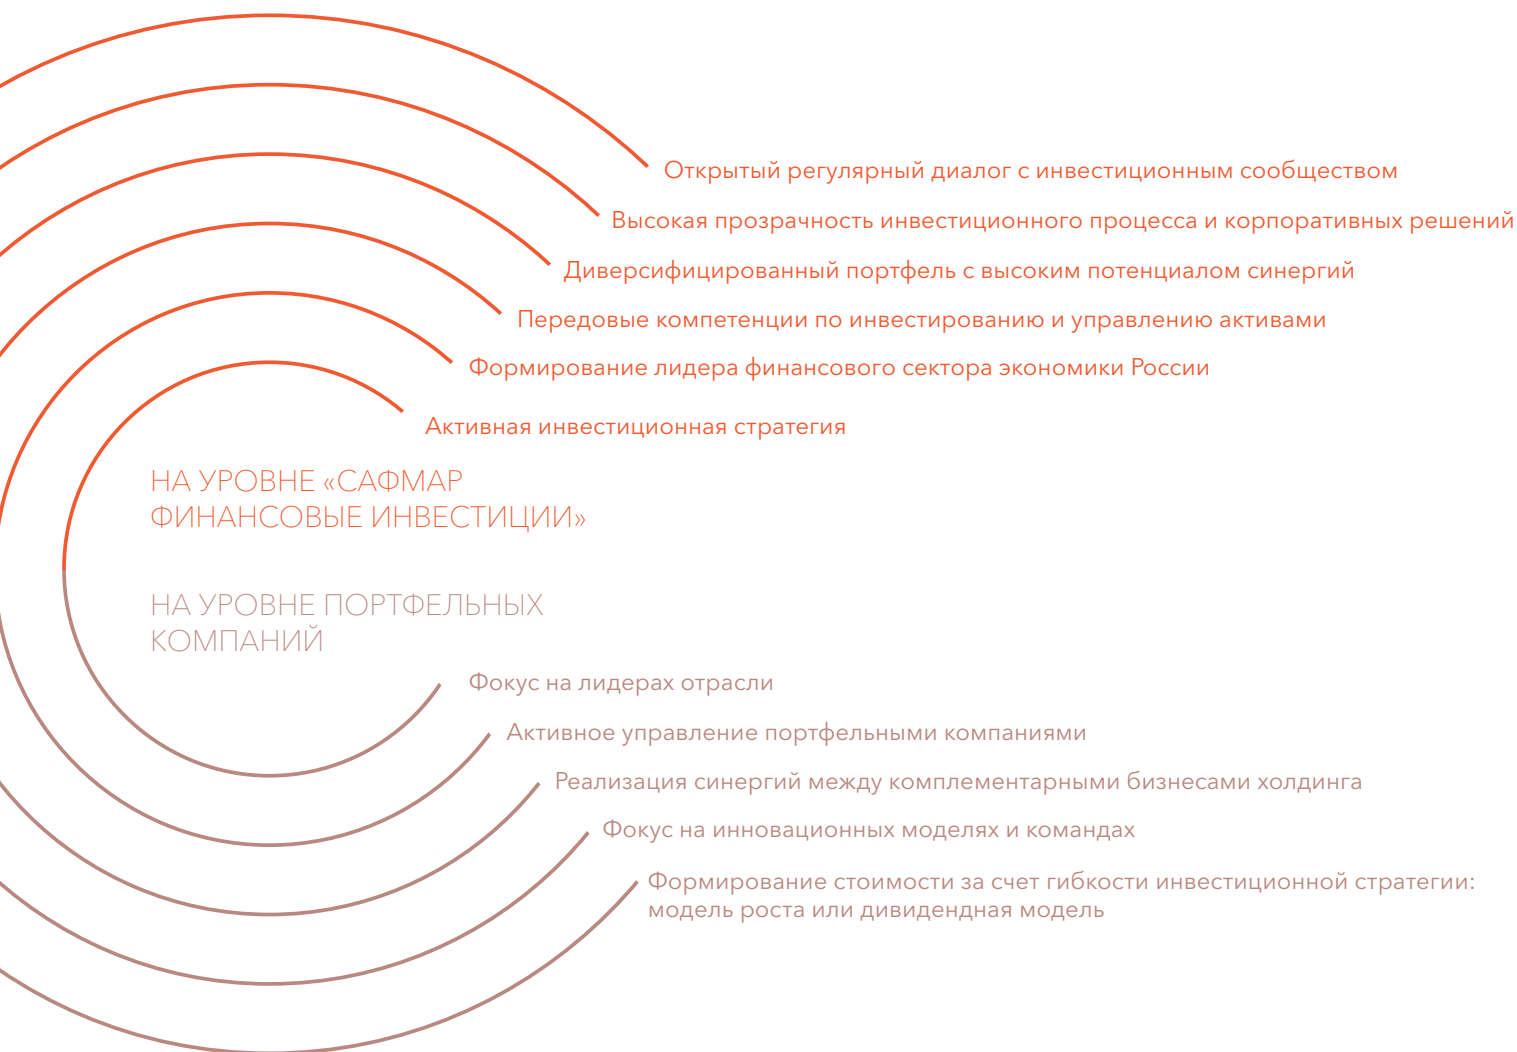 Открытый регулярный диалог с инвестиционным сообществом
Высокая прозрачность инвестиционного процесса и корпоративных решений
Диверсифицированный портфель с высоким потенциалом синергий
Передовые компетенции по инвестированию и управлению активами
Формирование лидера финансового сектора экономики России
Активная инвестиционная стратегия
НА УРОВНЕ «САФМАР
ФИНАНСОВЫЕ ИНВЕСТИЦИИ»
НА УРОВНЕ ПОРТФЕЛЬНЫХ
КОМПАНИЙ
Фокус на лидерах отрасли
Активное управление портфельными компаниями
Реализация синергий между комплементарными бизнесами холдинга
Фокус на инновационных моделях и командах
Формирование стоимости за счет гибкости инвестиционной стратегии:
модель роста или дивидендная модель